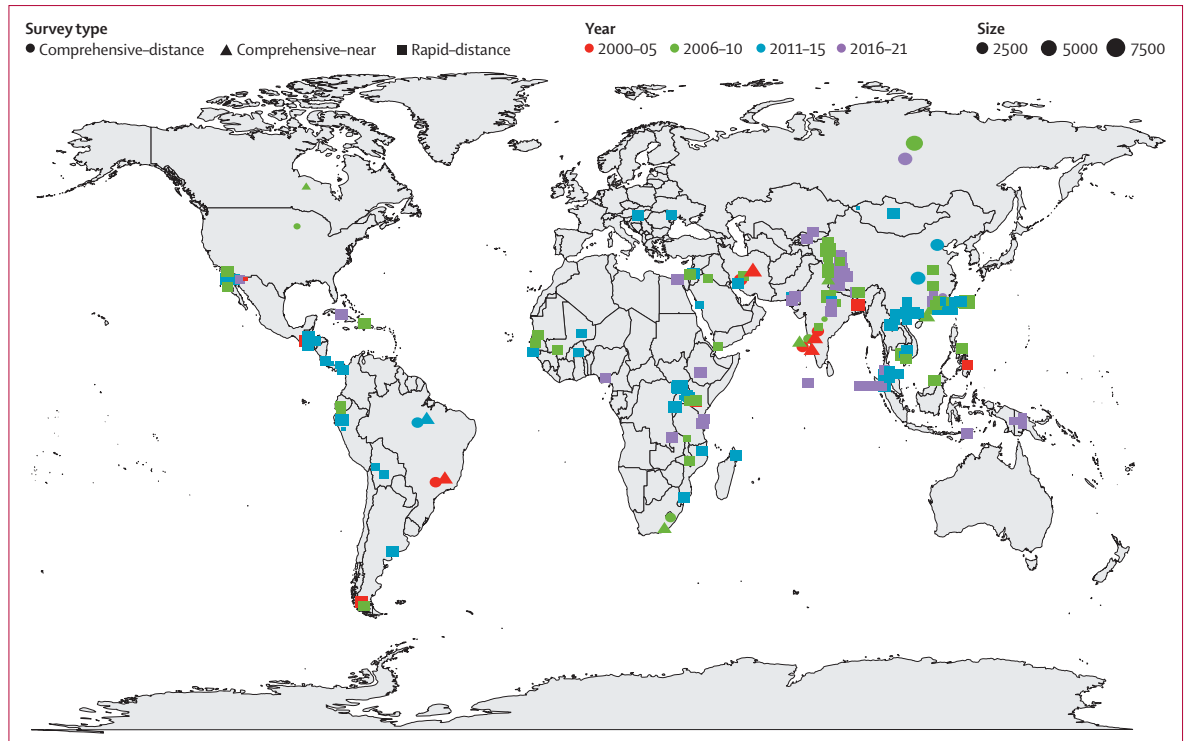 Survey type
Comprehensive–distance Comprehensive–near Rapid–distance
Year
2000–05 2006–10 2011–15 2016–21
Size
2500 5000 7500